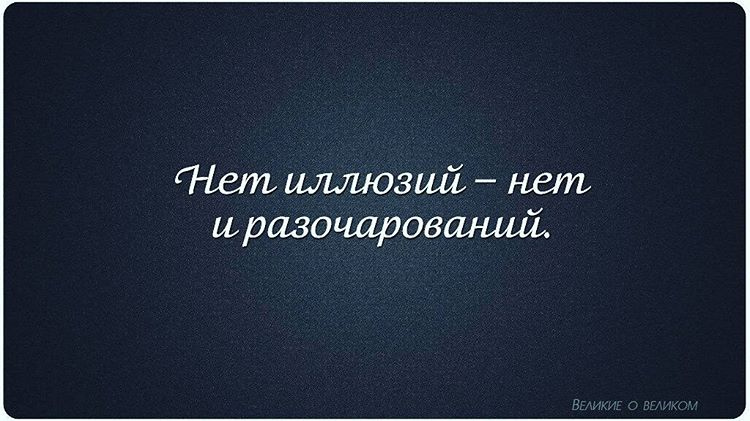 Нет иллюзий – нет
и разочарований.
Великие о великом